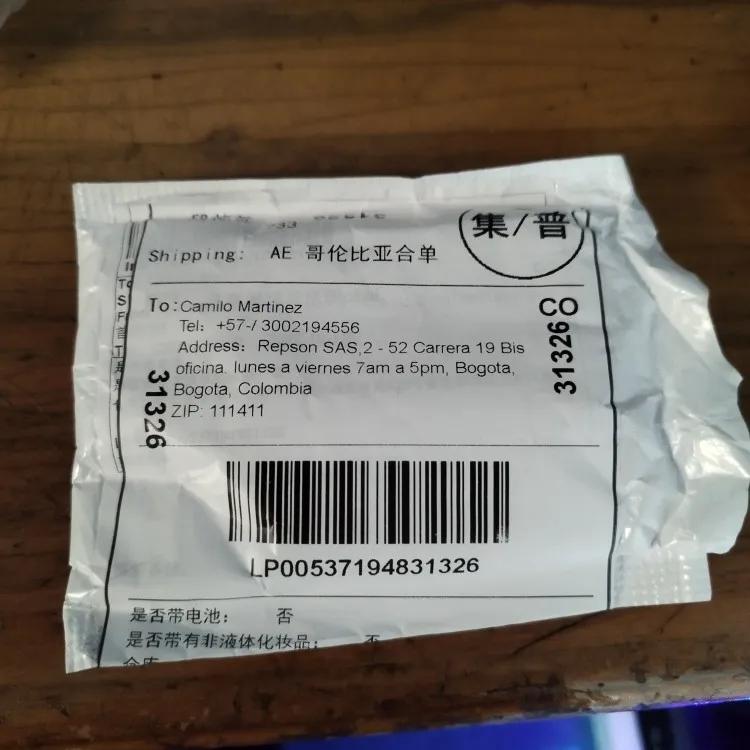 集/普
Shipping: AE 哥伦比亚合单
To:Camilo Martinez
CO
Tel: +57-/ 3002194556
Address: Repson SAS,2 - 52 Carrera 19 Bis
oficina. lunes a viernes 7am a 5pm, Bogota,
Bogota, Colombia
ZIP: 111411
31326
31326
LP00537194831326
是否带电池： 否
是否带有非液体化妆品： 否